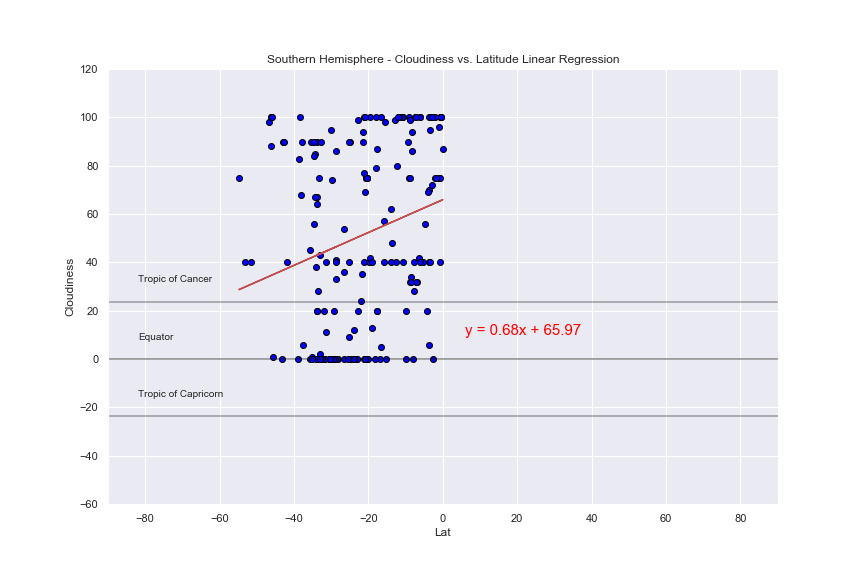 Southern Hemisphere - Cloudiness vs. Latitude Linear Regression
120
100
80
60
40
20
0
−20
−40
−60
Cloudiness
Tropic of Cancer
Equator
Tropic of Capricorn
y = 0.68x + 65.97
−80 −60 −40 −20 0 20 40 60 80
Lat